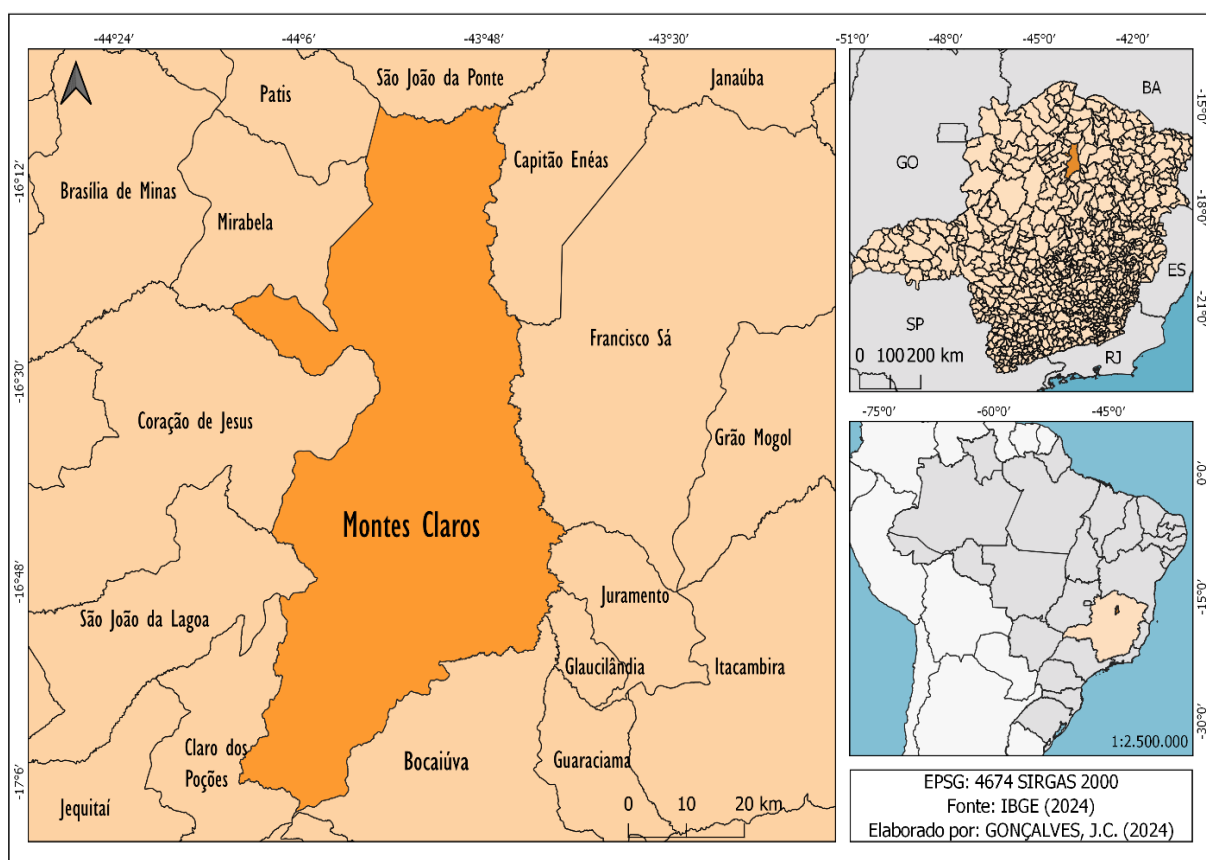 -44°24' -44°6' -43°48' -43°30'
-16°12'
-16°30'
-16°48'
-17°6'
São João da Ponte
Janaúba
Patis
Capitão Enéas
Brasília de Minas
Mirabela
Francisco Sá
Coração de Jesus
Grão Mogol
Montes Claros
Juramento
São João da Lagoa
Glaucilândia
Itacambira
Claro dos
Poções
Bocaiúva
Guaraciama
Jequitaí
0 10 20 km
-51°0' -48°0' -45°0' -42°0'
-15°0'
-18°0'
-21°0'
BA
GO
ES
SP
RJ
0 100 200 km
-75°0' -60°0' -45°0'
0°0'
-15°0'
-30°0'
1:2.500.000
EPSG: 4674 SIRGAS 2000
Fonte: IBGE (2024)
Elaborado por: GONÇALVES, J.C. (2024)